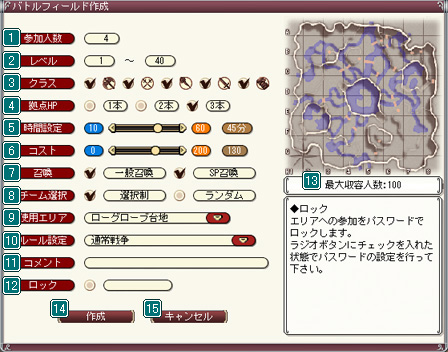 バトルフィールド作成
1 参加人数 4
2 レベル 1 ～ 40
3 クラス
4 拠点HP 1本 2本 3本
5 時間設定 10 60 45分
6 コスト 0 200 130
7 召喚 一般召喚 SP召喚
8 チーム選択 選択制 ランダム
9 使用エリア ローグローブ台地
10 ルール設定 通常戦争
11 コメント
12 ロック
14 作成 15 キャンセル
13 最大収容人数:100
◆ロック
エリアへの参加をパスワードで
ロックします。
ラジオボタンにチェックを入れた
状態でパスワードの設定を行って
下さい。